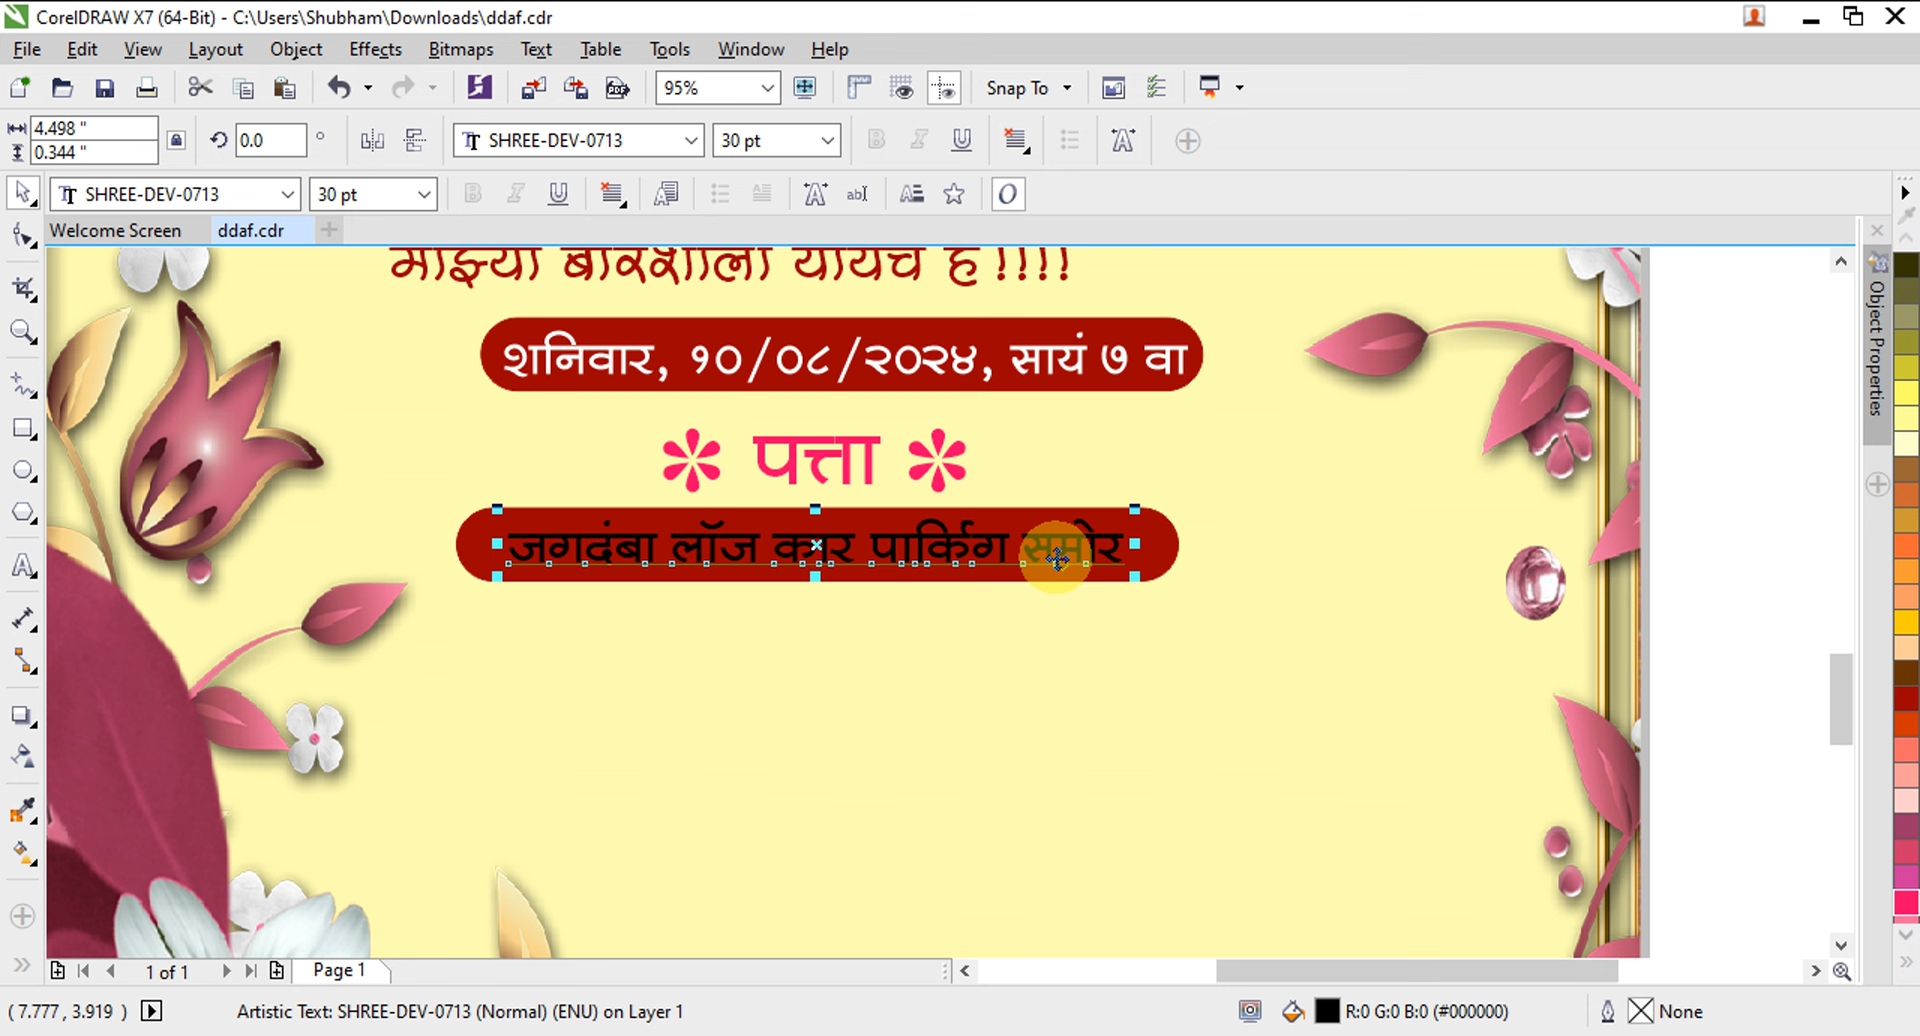 CorelDRAW X7 (64-Bit) - C:\Users\Shubham\Downloads\ddaf.cdr
File Edit View Layout Object Effects Bitmaps Text Table Tools Window Help
95% Snap To
4.498 "
0.344 "
0.0 ° SHREE-DEV-0713 30 pt
SHREE-DEV-0713 30 pt
Welcome Screen ddaf.cdr
माझ्या बारशाला यायच ह !!!!
शनिवार, १०/०८/२०२४, सायं ७ वा
पत्ता
जगदंबा लॉज कार पार्किंग समोर
Object Properties
1 of 1 Page 1
( 7.777 , 3.919 ) Artistic Text: SHREE-DEV-0713 (Normal) (ENU) on Layer 1 R:0 G:0 B:0 (#000000) None